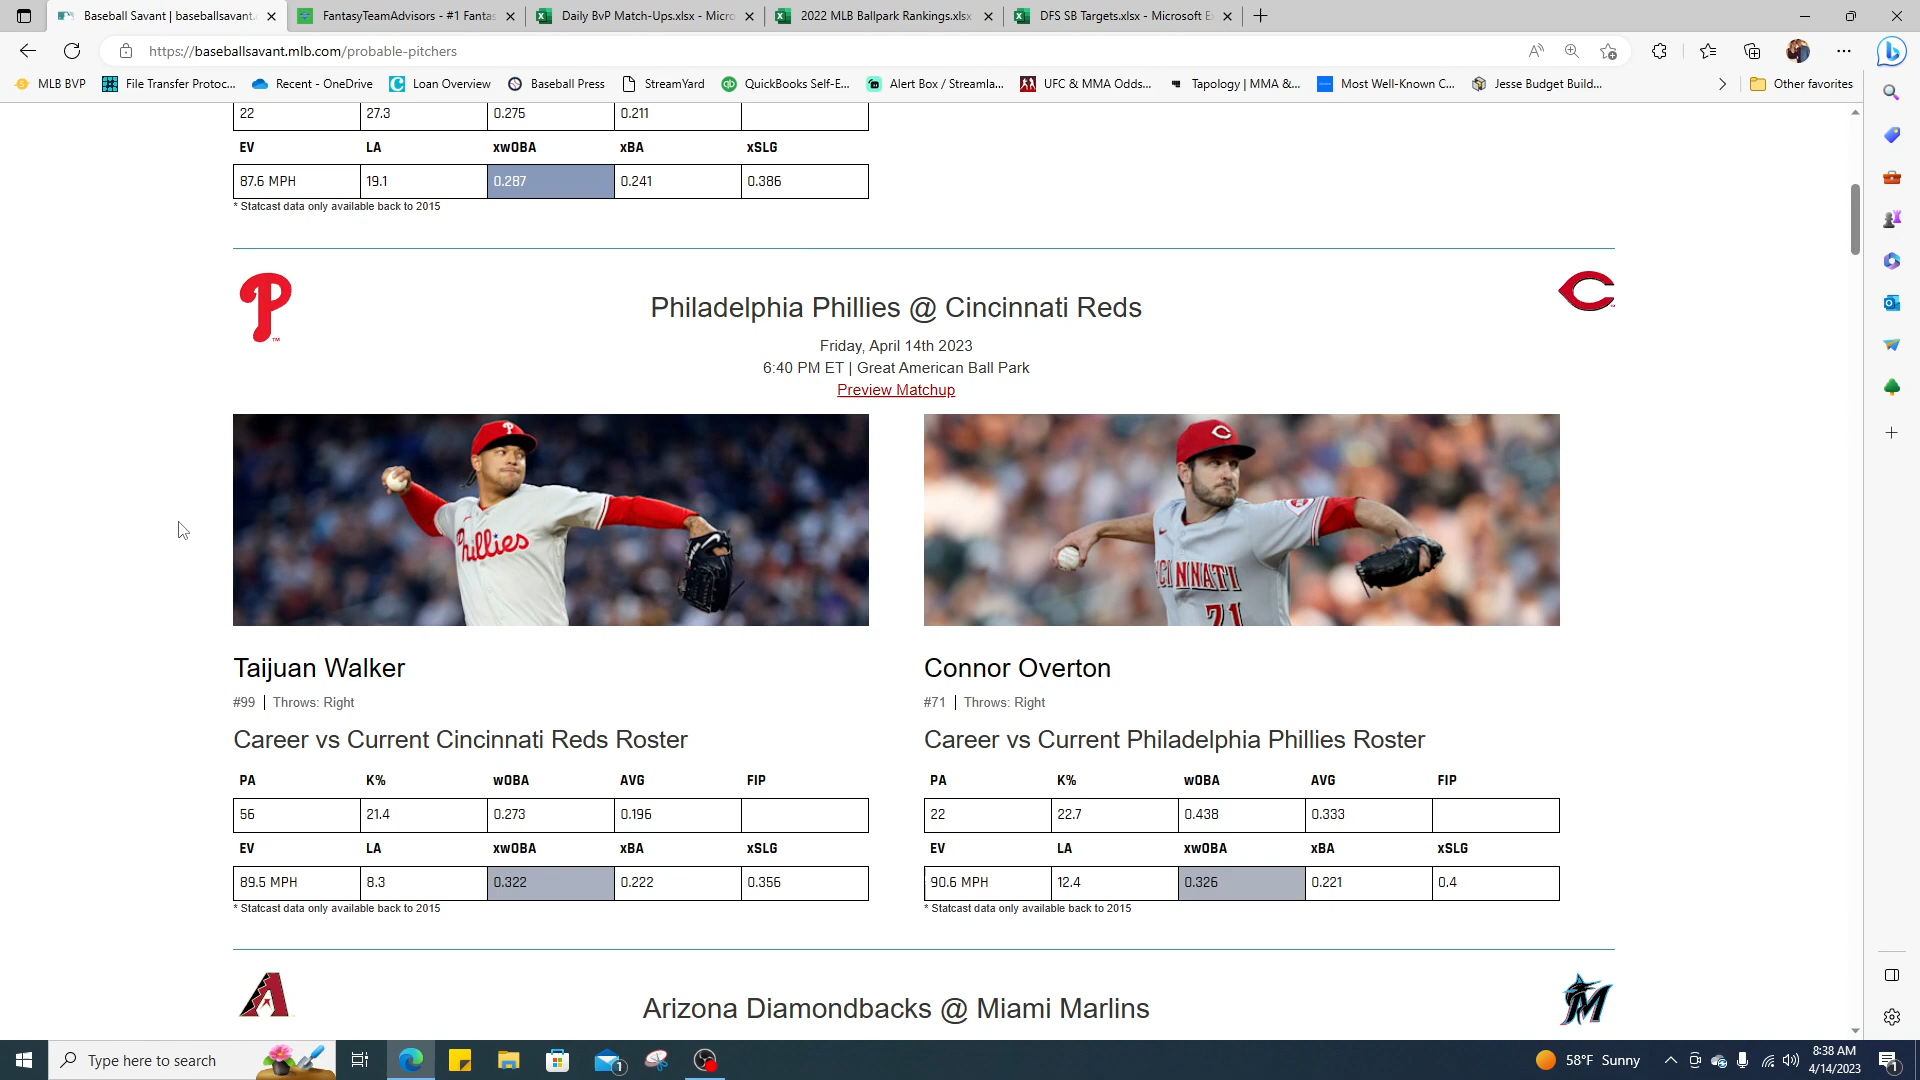 Baseball Savant | baseballsavant.
FantasyTeamAdvisors - #1 Fantas
Daily BvP Match-Ups.xlsx - Micro
2022 MLB Ballpark Rankings.xlsx
DFS SB Targets.xlsx - Microsoft E
https://baseballsavant.mlb.com/probable-pitchers
MLB BVP
File Transfer Protoc...
Recent - OneDrive
Loan Overview
Baseball Press
StreamYard
QuickBooks Self-E...
Alert Box / Streamla...
UFC & MMA Odds...
Tapology | MMA &...
Most Well-Known C...
Jesse Budget Build...
Other favorites
22 27.3 0.275 0.211
EV LA xwOBA xBA xSLG
87.6 MPH 19.1 0.287 0.241 0.386
* Statcast data only available back to 2015
Philadelphia Phillies @ Cincinnati Reds
Friday, April 14th 2023
6:40 PM ET | Great American Ball Park
Preview Matchup
Phillies
CINCINNATI
71
Taijuan Walker
#99 | Throws: Right
Career vs Current Cincinnati Reds Roster
PA K% wOBA AVG FIP
56 21.4 0.273 0.196
EV LA xwOBA xBA xSLG
89.5 MPH 8.3 0.322 0.222 0.356
* Statcast data only available back to 2015
Connor Overton
#71 | Throws: Right
Career vs Current Philadelphia Phillies Roster
PA K% wOBA AVG FIP
22 22.7 0.438 0.333
EV LA xwOBA xBA xSLG
90.6 MPH 12.4 0.326 0.221 0.4
* Statcast data only available back to 2015
Arizona Diamondbacks @ Miami Marlins
Type here to search
58°F Sunny
8:38 AM
4/14/2023